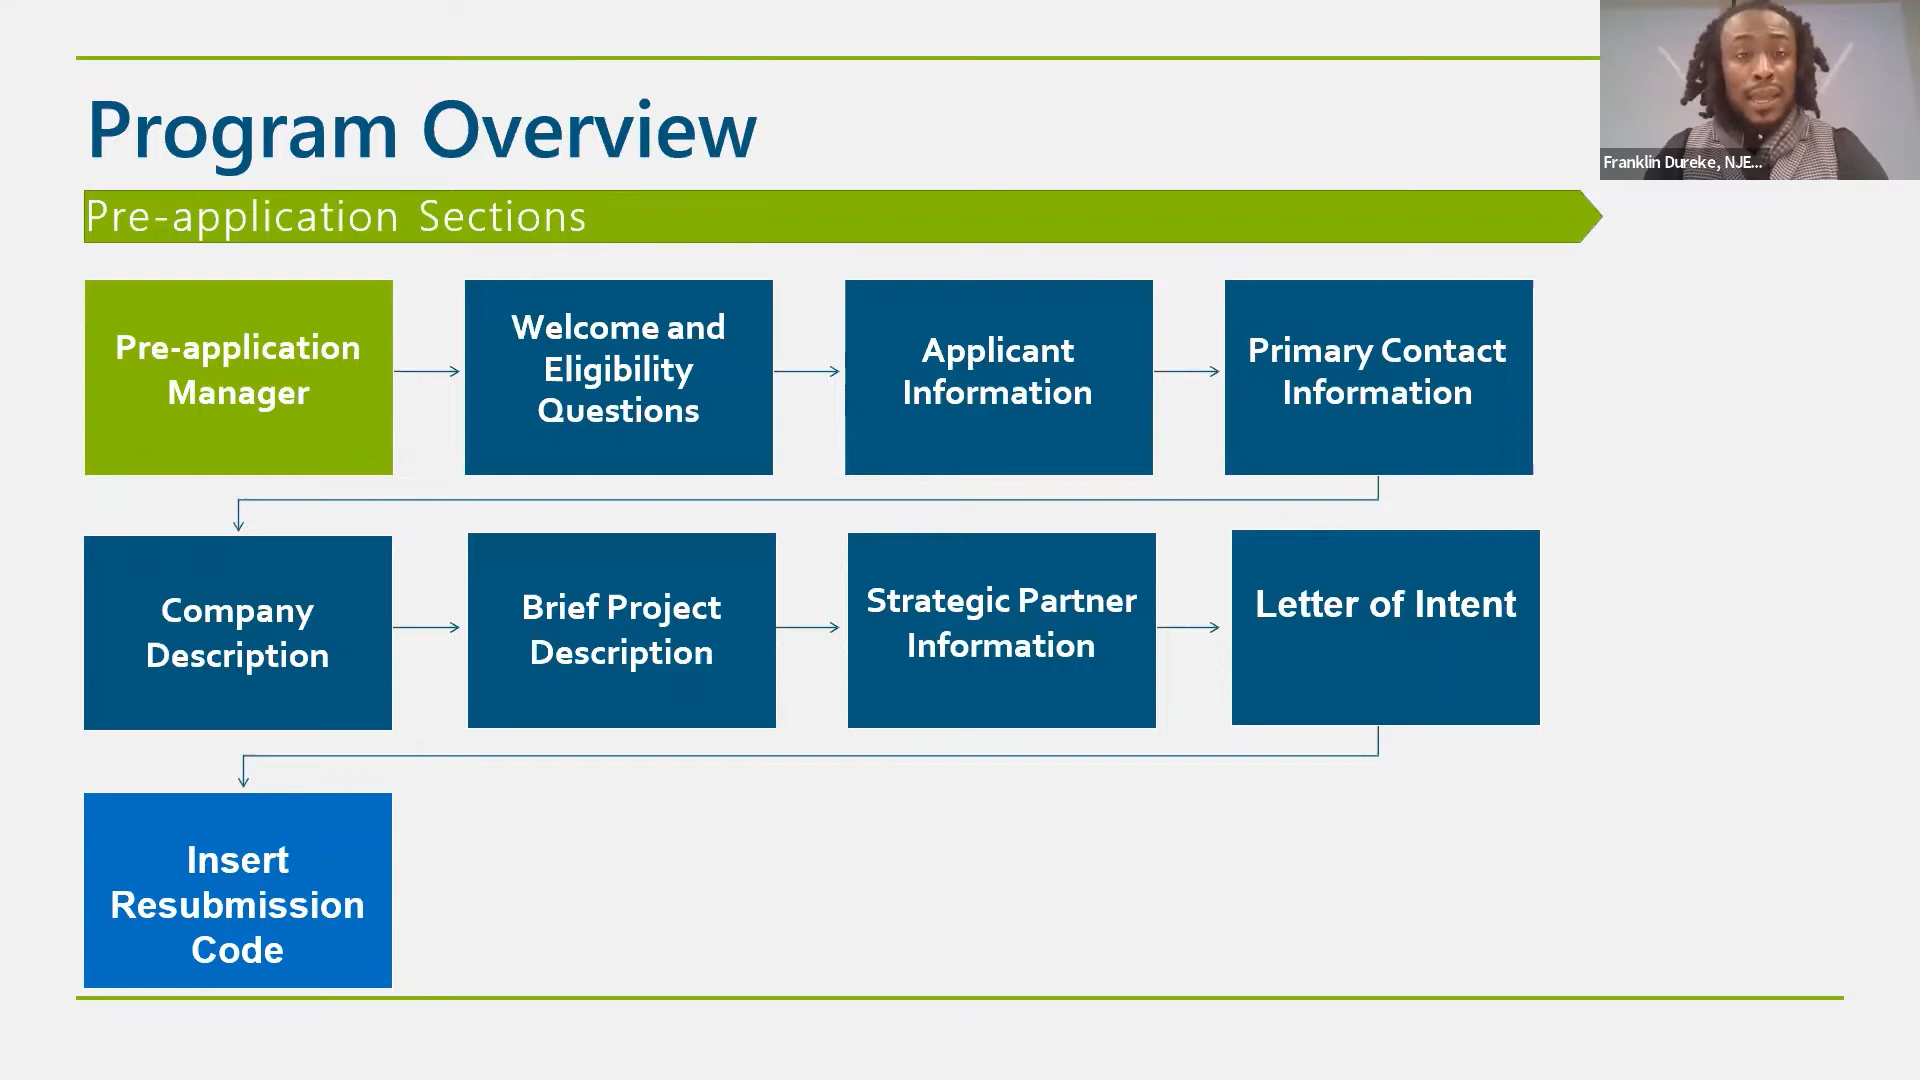 Program Overview
Franklin Dureke, NJE...
Pre-application Sections
Pre-application
Manager
Welcome and
Eligibility
Questions
Applicant
Information
Primary Contact
Information
Company
Description
Brief Project
Description
Strategic Partner
Information
Letter of Intent
Insert
Resubmission
Code